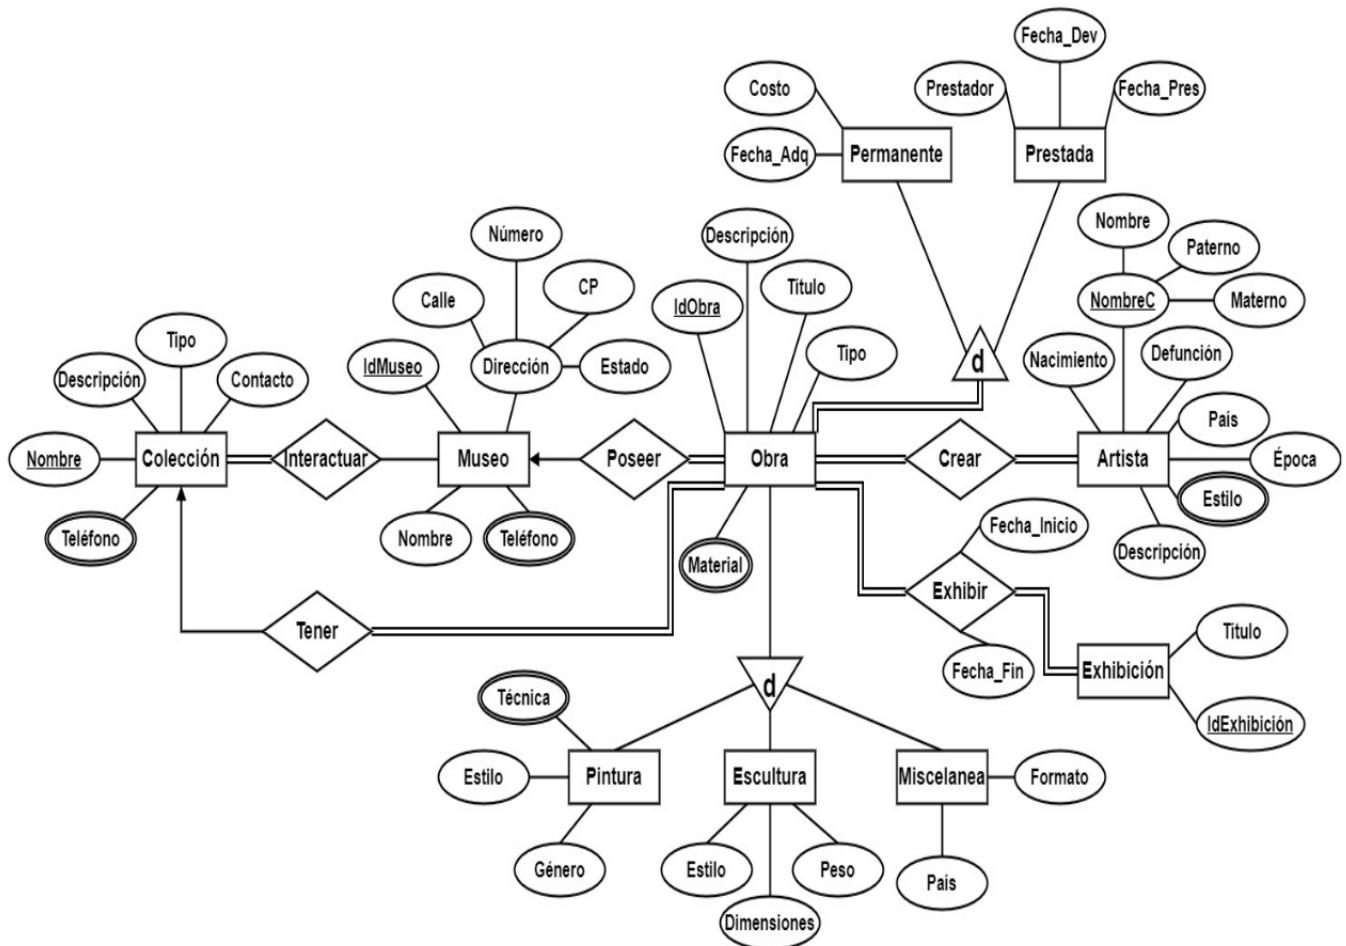 Fecha_Dev
Costo
Prestador
Fecha_Pres
Fecha_Adq
Permanente
Prestada
Nombre
Número
Descripción
Paterno
Calle
CP
IdObra
Titulo
NombreC
Materno
Tipo
IdMuseo
Dirección
Estado
Tipo
d
Nacimiento
Defunción
Descripción
Contacto
País
Nombre
Colección
Interactuar
Museo
Poseer
Obra
Crear
Artista
Época
Estilo
Teléfono
Nombre
Teléfono
Material
Fecha_Inicio
Descripción
Exhibir
Tener
Titulo
Fecha_Fin
Exhibición
d
Técnica
IdExhibición
Estilo
Pintura
Escultura
Miscelanea
Formato
Género
Estilo
Peso
País
Dimensiones